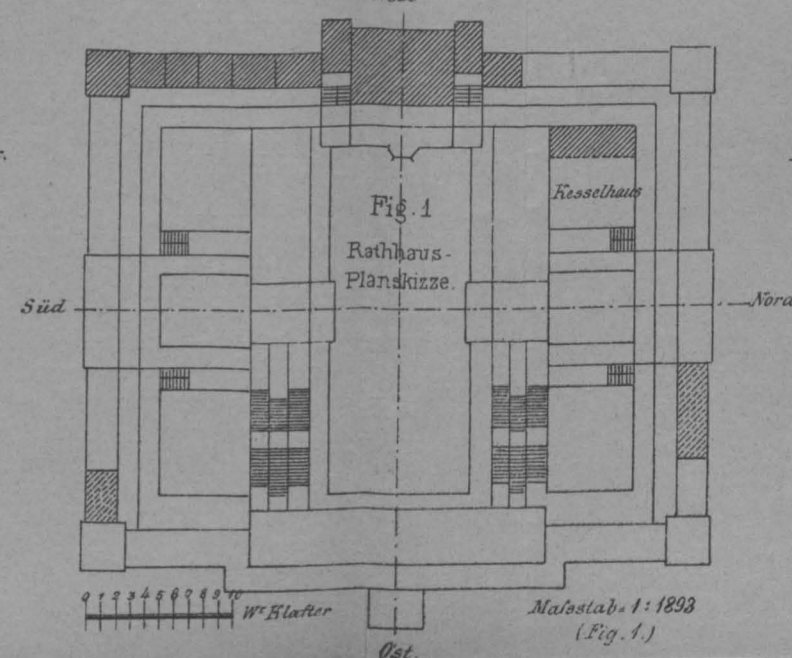 Fig. 1
Kesselhaus
Rathhaus-
Planskizze.
Süd
Nord
0 1 2 3 4 5 6 7 8 9 10
Wr Klafter
Massstab = 1:1893
(Fig. 1.)
Ost.